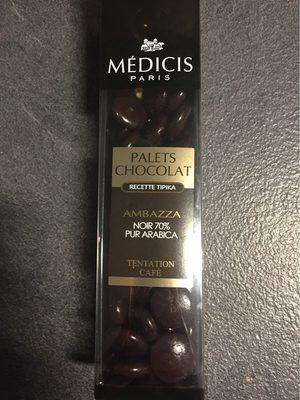 MÉDICIS
PARIS
PALETS
CHOCOLAT
RECETTE TIPIKA
AMBAZZA
NOIR 70%
PUR ARABICA
TENTATION
CAFÉ